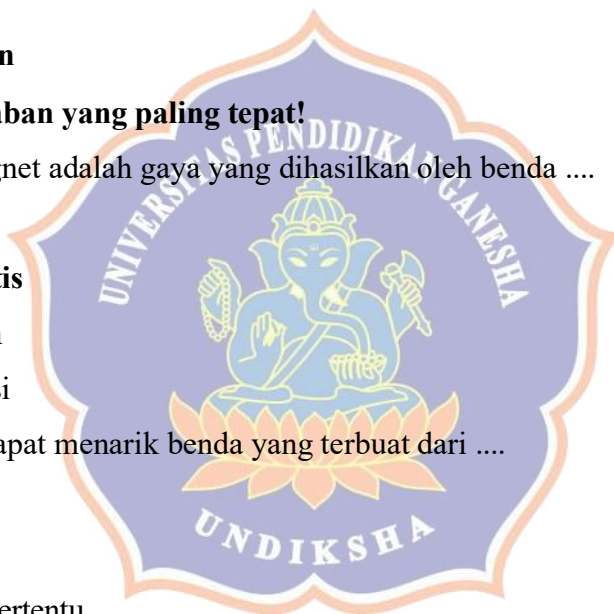 n
aban yang paling tepat!
gnet adalah gaya yang dihasilkan oleh benda ....
UNIVERSITAS PENDIDIKAN GANESHA
tis
si
apat menarik benda yang terbuat dari ....
UNDIKSHA
ertentu